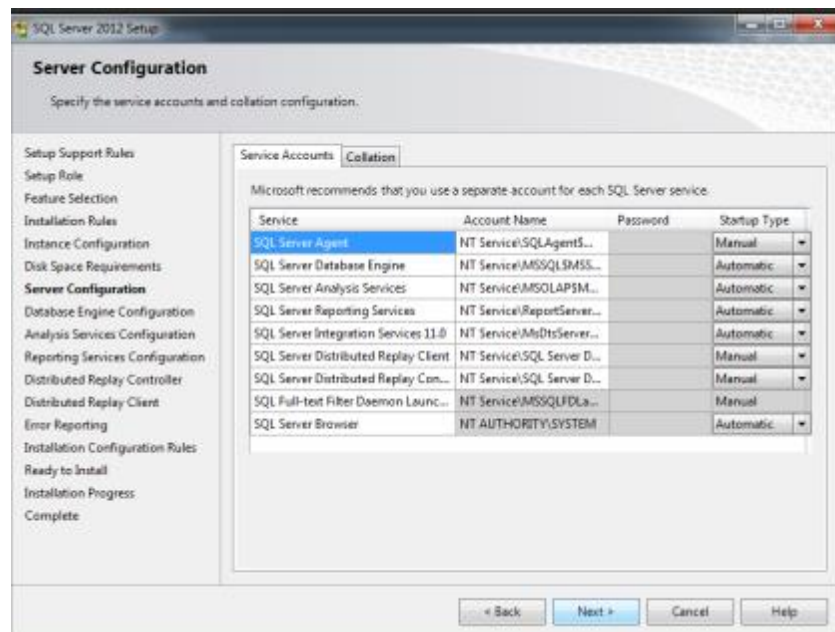 SQL Server 2012 Setup
Server Configuration
Specify the service accounts and collation configuration.
Setup Support Rules
Setup Role
Feature Selection
Installation Rules
Instance Configuration
Disk Space Requirements
Server Configuration
Database Engine Configuration
Analysis Services Configuration
Reporting Services Configuration
Distributed Replay Controller
Distributed Replay Client
Error Reporting
Installation Configuration Rules
Ready to Install
Installation Progress
Complete
Service Accounts Collation
Microsoft recommends that you use a separate account for each SQL Server service.
Service Account Name Password Startup Type
SQL Server Agent NT Service\SQLAgent$... Manual
SQL Server Database Engine NT Service\MSSQL$MSS... Automatic
SQL Server Analysis Services NT Service\MSOLAP$M... Automatic
SQL Server Reporting Services NT Service\ReportServer... Automatic
SQL Server Integration Services 11.0 NT Service\MsDtsServer... Automatic
SQL Server Distributed Replay Client NT Service\SQL Server D... Manual
SQL Server Distributed Replay Con... NT Service\SQL Server D... Manual
SQL Full-text Filter Daemon Launc... NT Service\MSSQLFDLa... Manual
SQL Server Browser NT AUTHORITY\SYSTEM Automatic
< Back Next > Cancel Help